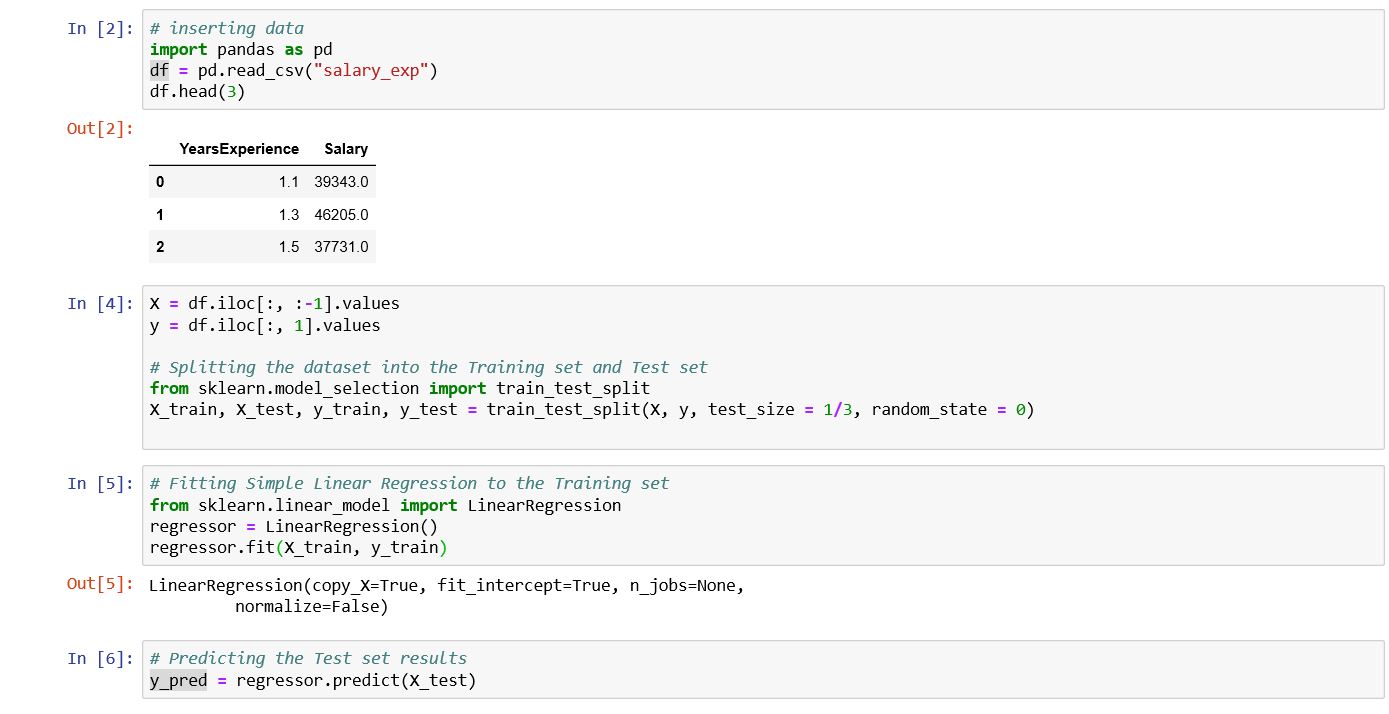 In [2]: # inserting data
import pandas as pd
df = pd.read_csv("salary_exp")
df.head(3)
Out[2]:
YearsExperience Salary
0 1.1 39343.0
1 1.3 46205.0
2 1.5 37731.0
In [4]: X = df.iloc[:, :-1].values
y = df.iloc[:, 1].values
# Splitting the dataset into the Training set and Test set
from sklearn.model_selection import train_test_split
X_train, X_test, y_train, y_test = train_test_split(X, y, test_size = 1/3, random_state = 0)
In [5]: # Fitting Simple Linear Regression to the Training set
from sklearn.linear_model import LinearRegression
regressor = LinearRegression()
regressor.fit(X_train, y_train)
Out[5]: LinearRegression(copy_X=True, fit_intercept=True, n_jobs=None,
normalize=False)
In [6]: # Predicting the Test set results
y_pred = regressor.predict(X_test)